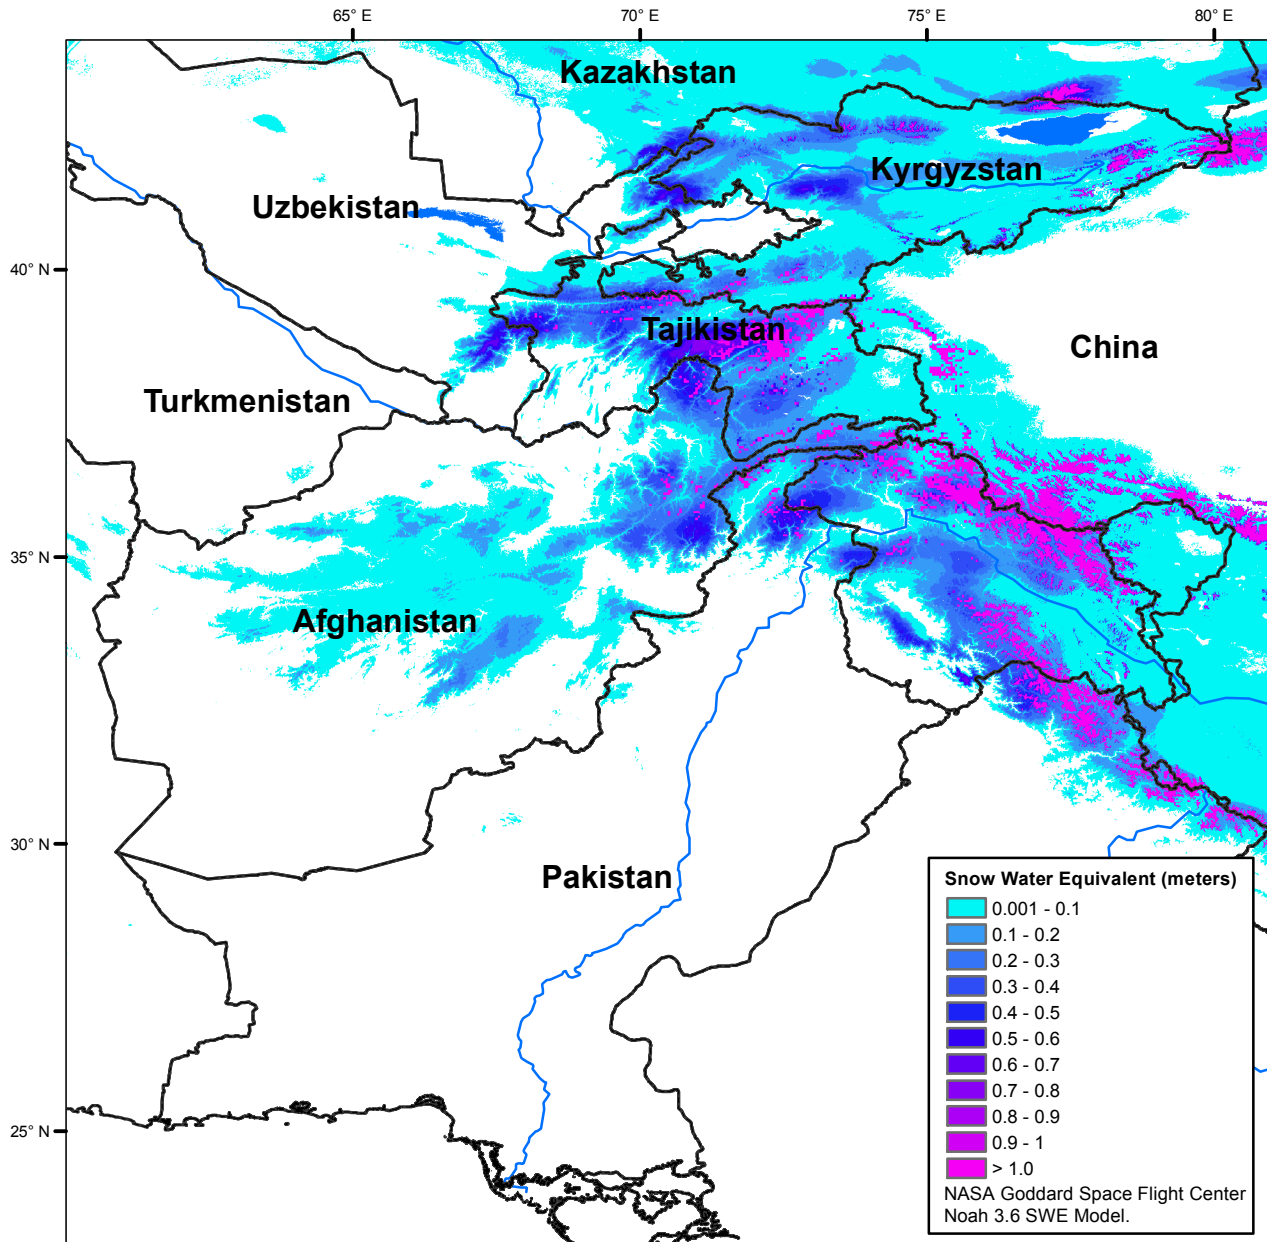 65° E
70° E
75° E
80° E
Kazakhstan
Kyrgyzstan
Uzbekistan
40° N
Tajikistan
China
Turkmenistan
35° N
Afghanistan
30° N
Pakistan
25° N
Snow Water Equivalent (meters)
0.001 - 0.1
0.1 - 0.2
0.2 - 0.3
0.3 - 0.4
0.4 - 0.5
0.5 - 0.6
0.6 - 0.7
0.7 - 0.8
0.8 - 0.9
0.9 - 1
> 1.0
NASA Goddard Space Flight Center
Noah 3.6 SWE Model.